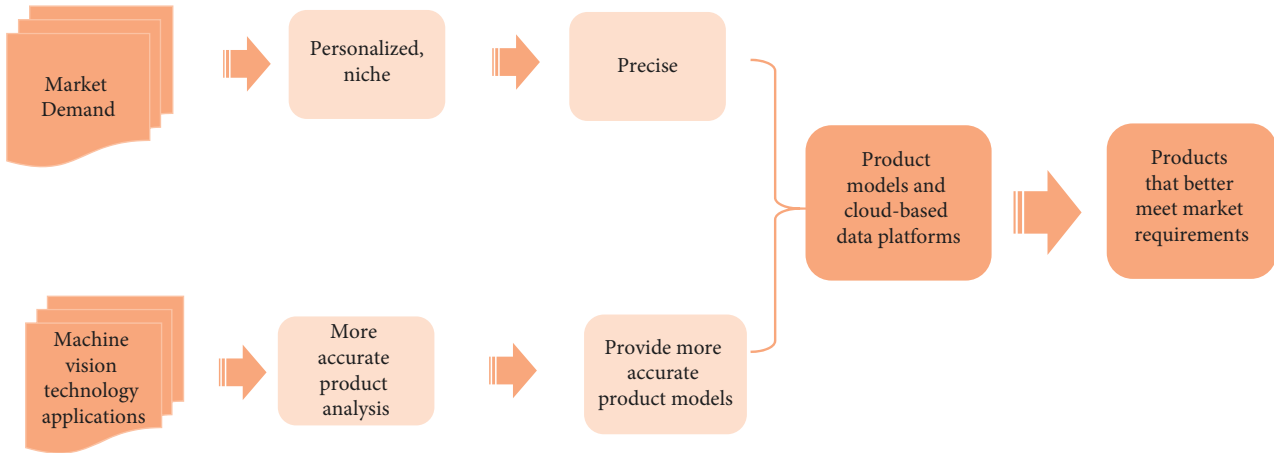 Market
Demand
Personalized,
niche
Precise
Product
models and
cloud-based
data platforms
Products
that better
meet market
requirements
Machine
vision
technology
applications
More
accurate
product
analysis
Provide more
accurate
product models